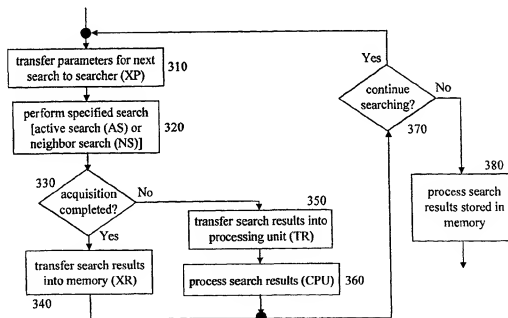 transfer parameters for next
search to searcher (XP)
310
perform specified search
[active search (AS) or
neighbor search (NS)]
320
330
acquisition
completed?
No
Yes
transfer search results
into memory (XR)
340
350
transfer search results into
processing unit (TR)
process search results (CPU)
360
Yes
continue
searching?
No
370
380
process search
results stored in
memory